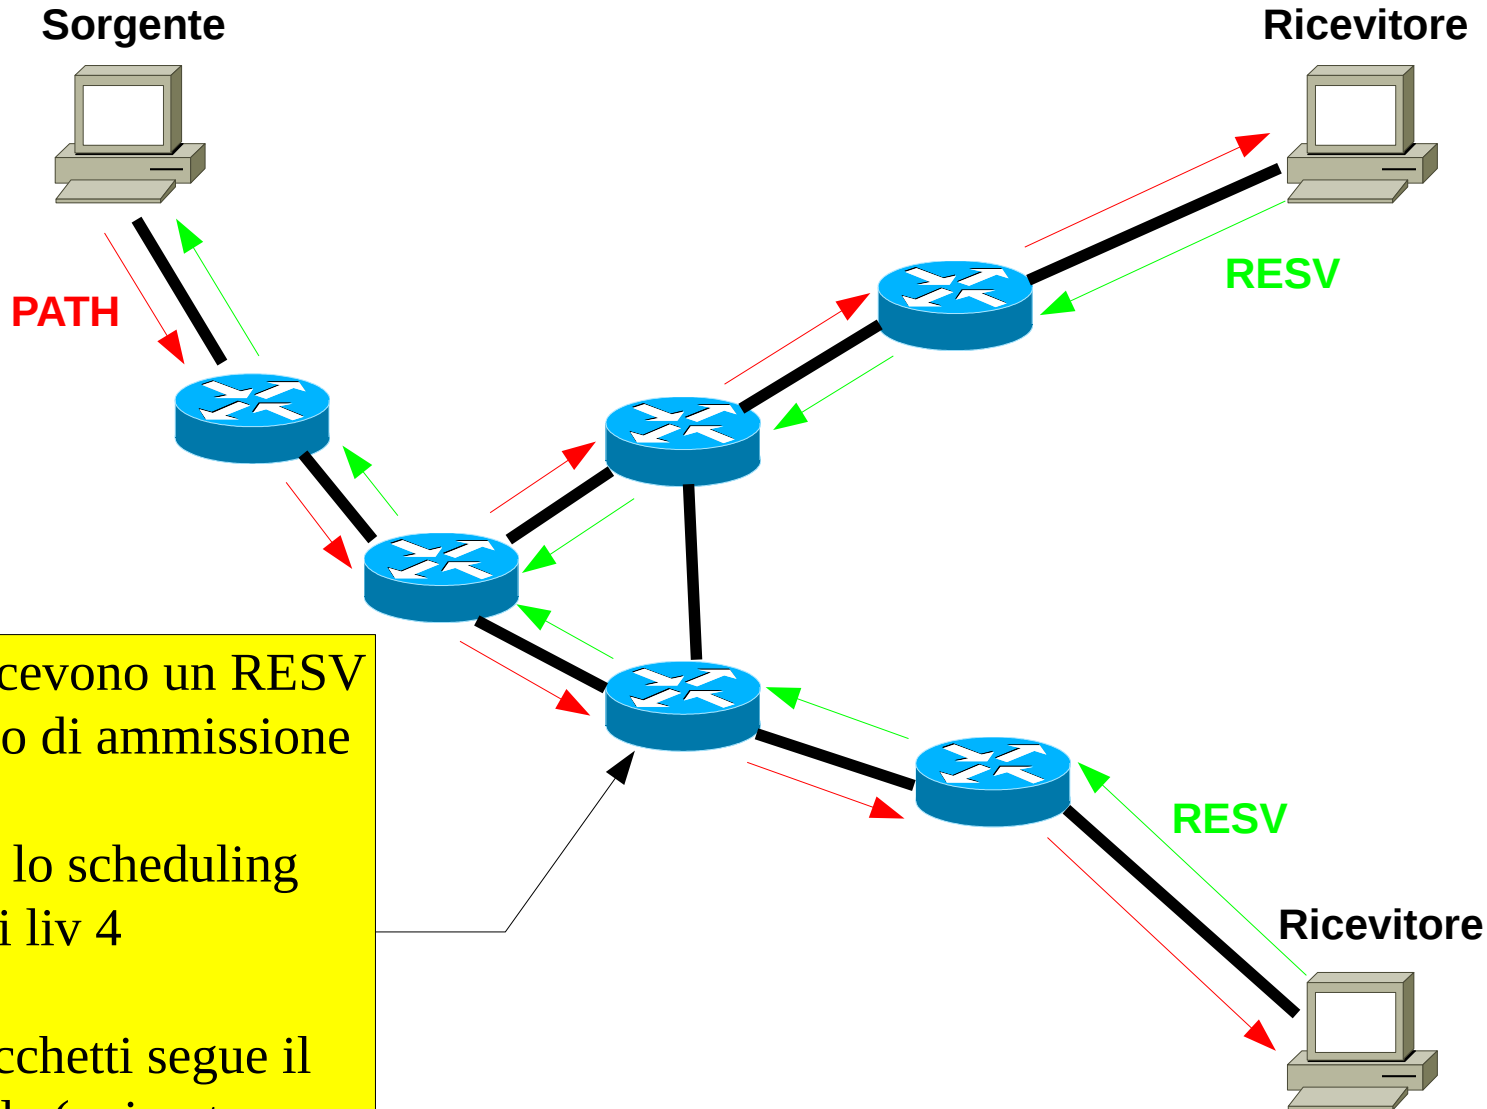 Sorgente
Ricevitore
PATH
RESV
cevono un RESV
o di ammissione
lo scheduling
i liv 4
RESV
Ricevitore
cchetti segue il